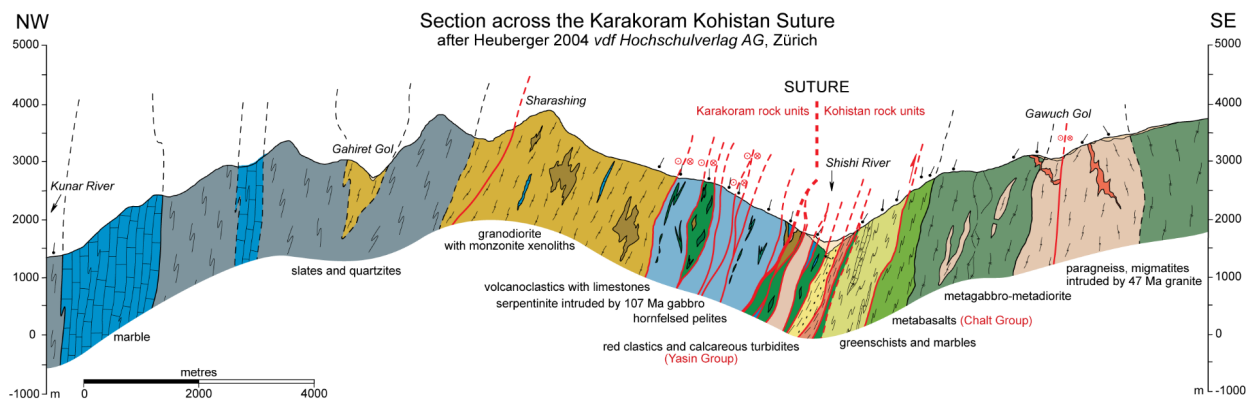 NW
Section across the Karakoram Kohistan Suture
SE
after Heuberger 2004 vdf Hochschulverlag AG, Zürich
5000
5000
4000
4000
3000
3000
2000
2000
1000
1000
0
0
-1000 m
m -1000
Kunar River
Gahiret Gol
Sharashing
SUTURE
Karakoram rock units
Kohistan rock units
Shishi River
Gawuch Gol
granodiorite
with monzonite xenoliths
slates and quartzites
marble
volcanoclastics with limestones
serpentinite intruded by 107 Ma gabbro
hornfelsed pelites
red clastics and calcareous turbidites
(Yasin Group)
greenschists and marbles
metabasalts (Chalt Group)
metagabbro-metadiorite
paragneiss, migmatites
intruded by 47 Ma granite
metres
0 2000 4000